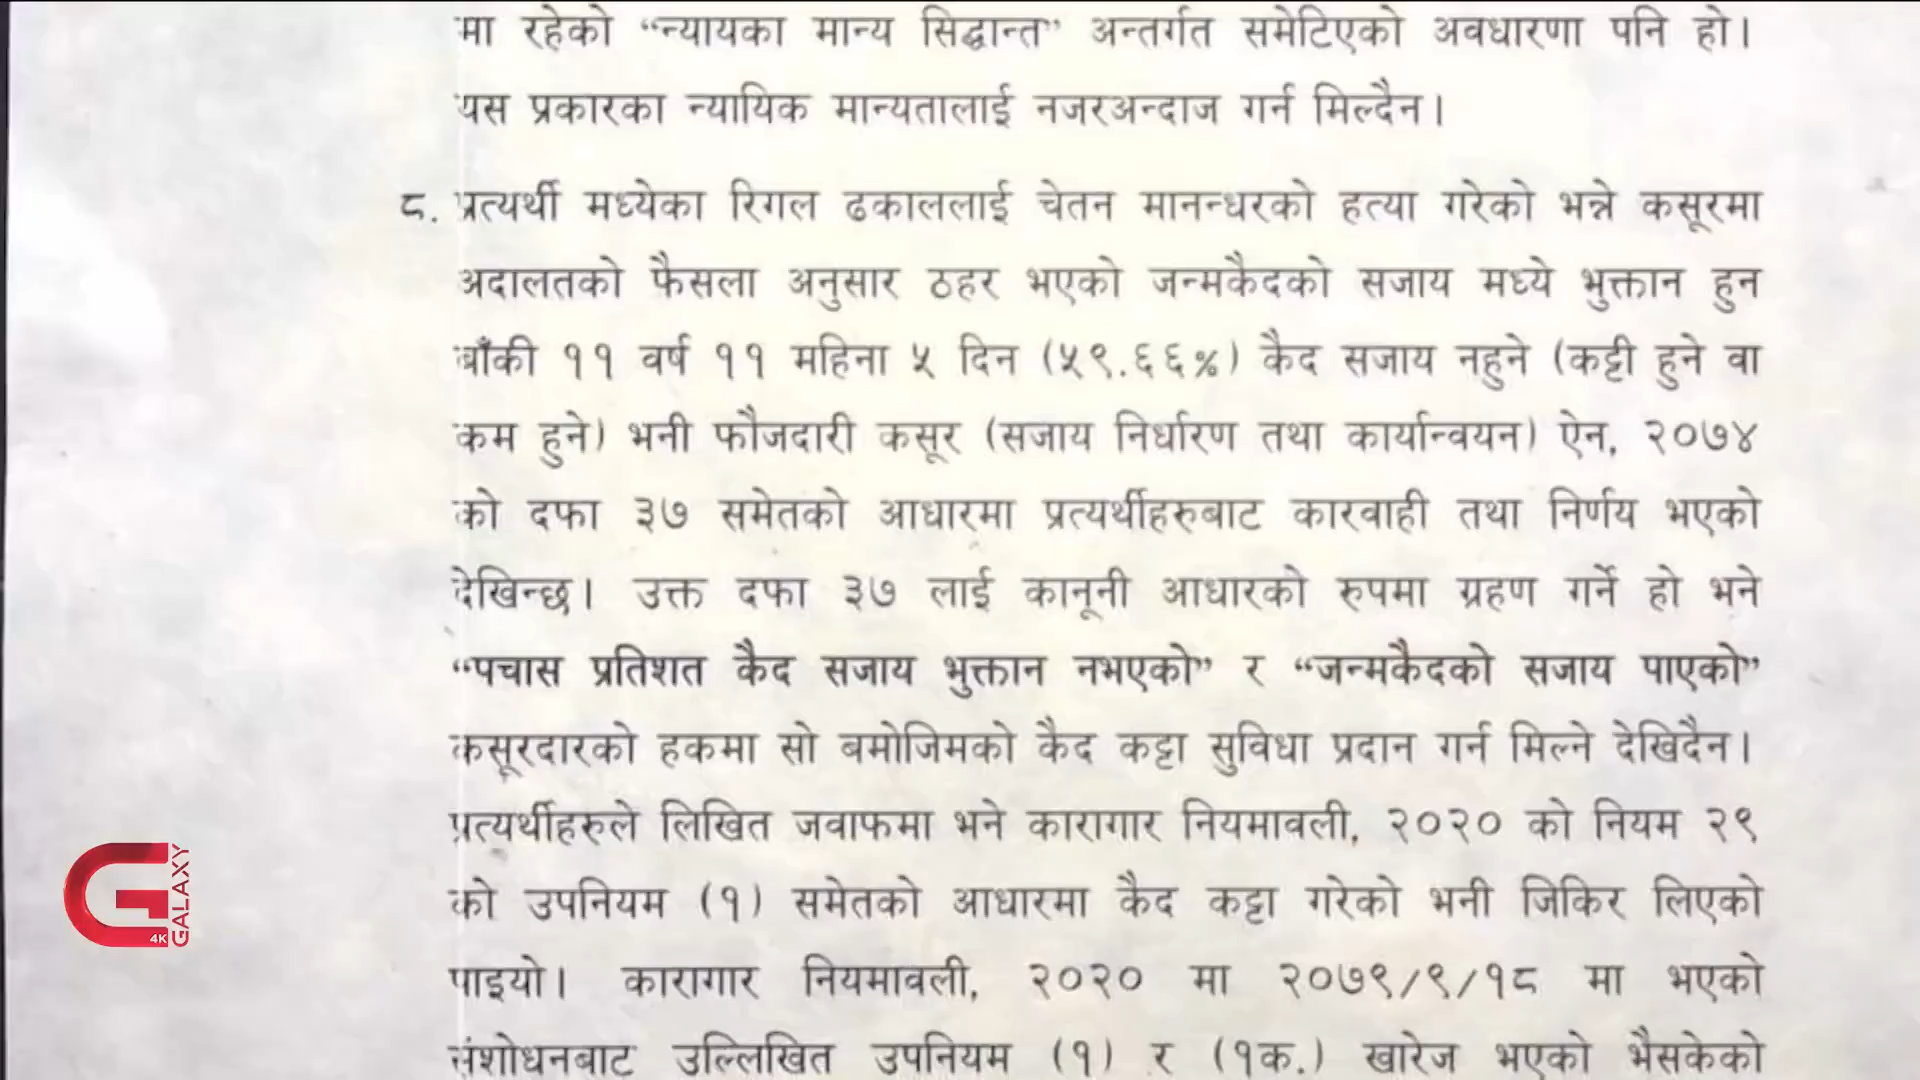 मा रहेको “न्यायका मान्य सिद्धान्त” अन्तर्गत समेटिएको अवधारणा पनि हो।
यस प्रकारका न्यायिक मान्यतालाई नजरअन्दाज गर्न मिल्दैन।
८. प्रत्यर्थी मध्येका रिगल ढकाललाई चेतन मानन्धरको हत्या गरेको भन्ने कसूरमा
अदालतको फैसला अनुसार ठहर भएको जन्मकैदको सजाय मध्ये भुक्तान हुन
बाँकी ११ वर्ष ११ महिना ५ दिन (५९.६६%) कैद सजाय नहुने (कट्टी हुने वा
कम हुने) भनी फौजदारी कसूर (सजाय निर्धारण तथा कार्यान्वयन) ऐन, २०७४
को दफा ३७ समेतको आधारमा प्रत्यर्थीहरुबाट कारवाही तथा निर्णय भएको
देखिन्छ। उक्त दफा ३७ लाई कानूनी आधारको रुपमा ग्रहण गर्ने हो भने
“पचास प्रतिशत कैद सजाय भुक्तान नभएको” र “जन्मकैदको सजाय पाएको”
कसूरदारको हकमा सो बमोजिमको कैद कट्टा सुविधा प्रदान गर्न मिल्ने देखिदैन।
प्रत्यर्थीहरुले लिखित जवाफमा भने कारागार नियमावली, २०२० को नियम २९
को उपनियम (१) समेतको आधारमा कैद कट्टा गरेको भनी जिकिर लिएको
पाइयो। कारागार नियमावली, २०२० मा २०७९/९/१८ मा भएको
संशोधनबाट उल्लिखित उपनियम (१) र (१क.) खारेज भएको भैसकेको
GALAXY
4K